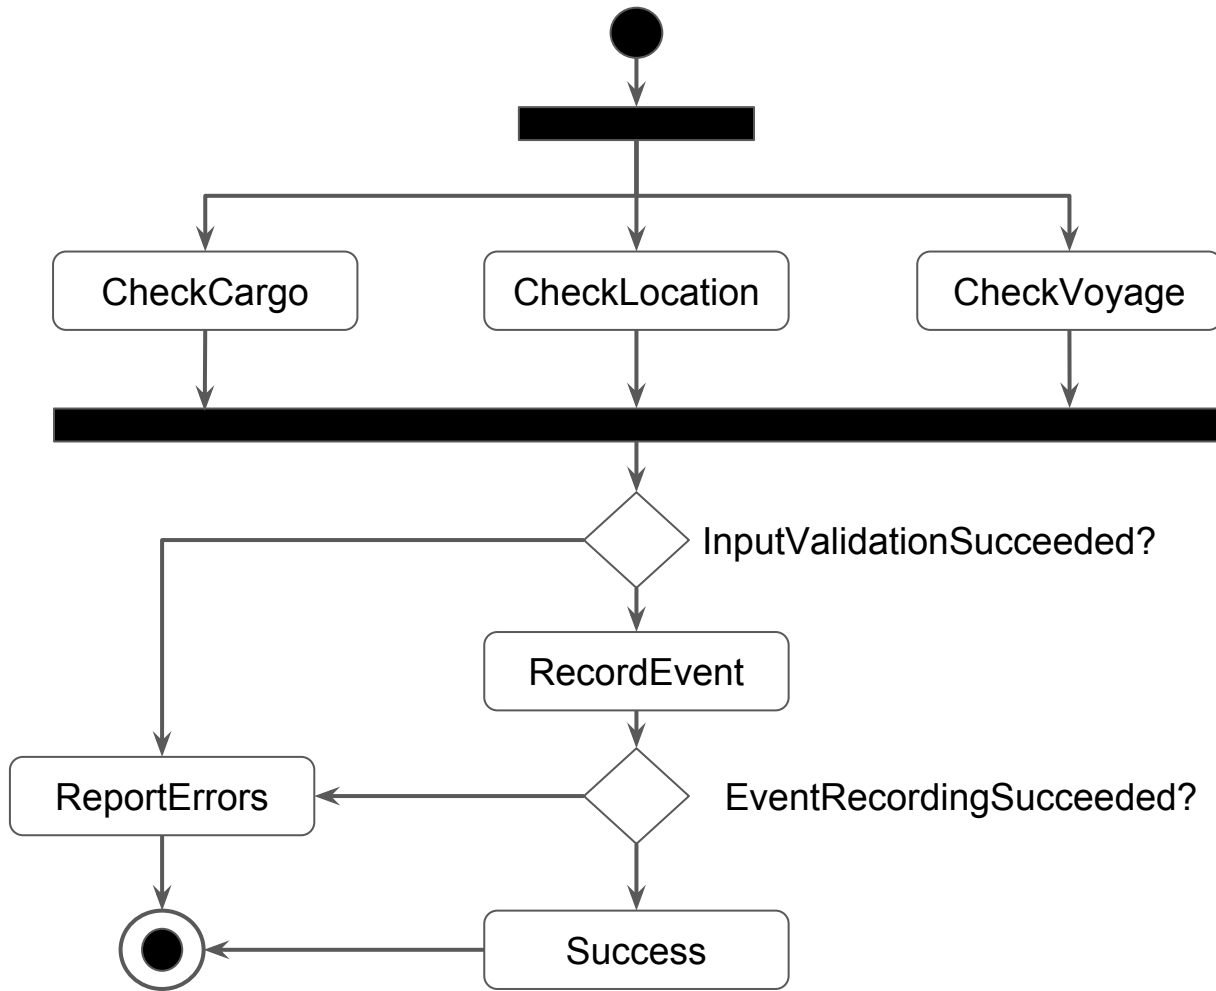 CheckCargo
CheckLocation
CheckVoyage
InputValidationSucceeded?
RecordEvent
ReportErrors
EventRecordingSucceeded?
Success